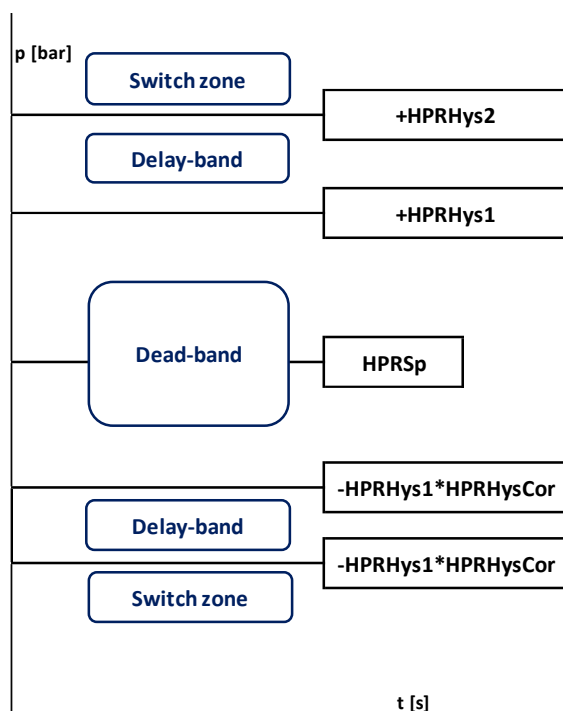 p [bar]
Switch zone
+HPRHys2
Delay-band
+HPRHys1
Dead-band
HPRSp
-HPRHys1*HPRHysCor
Delay-band
-HPRHys1*HPRHysCor
Switch zone
t [s]